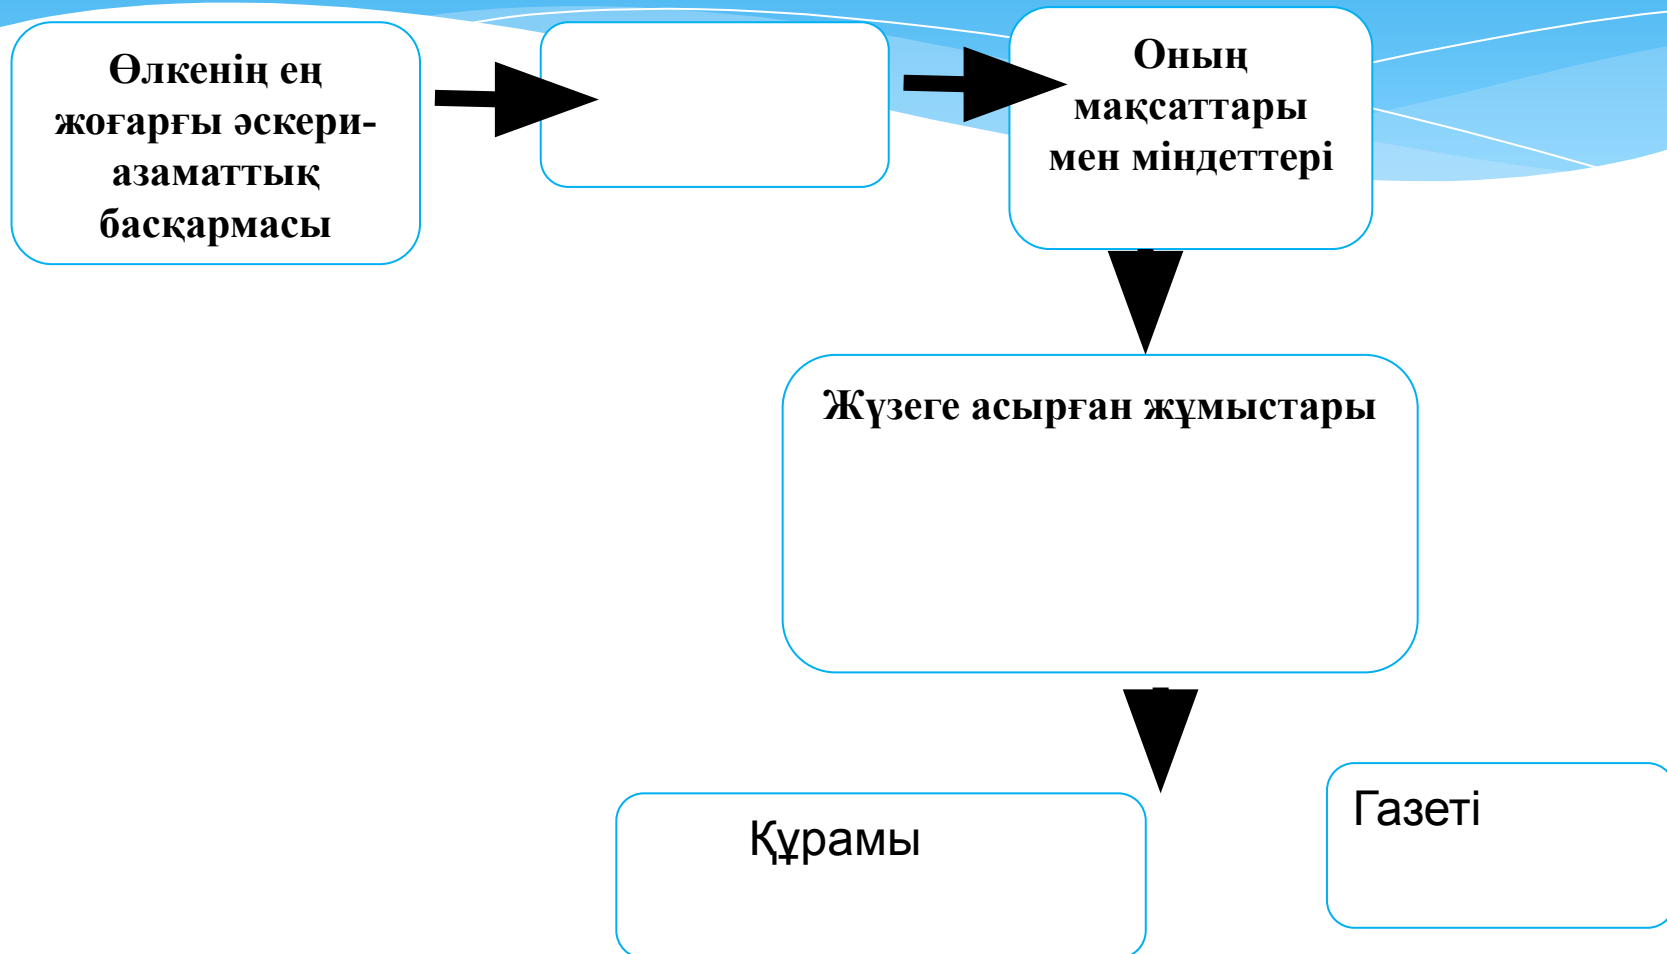 Өлкенің ең
жоғарғы әскери-
азаматтық
басқармасы
Оның
мақсаттары
мен міндеттері
Жүзеге асырған жұмыстары
Құрамы
Газеті